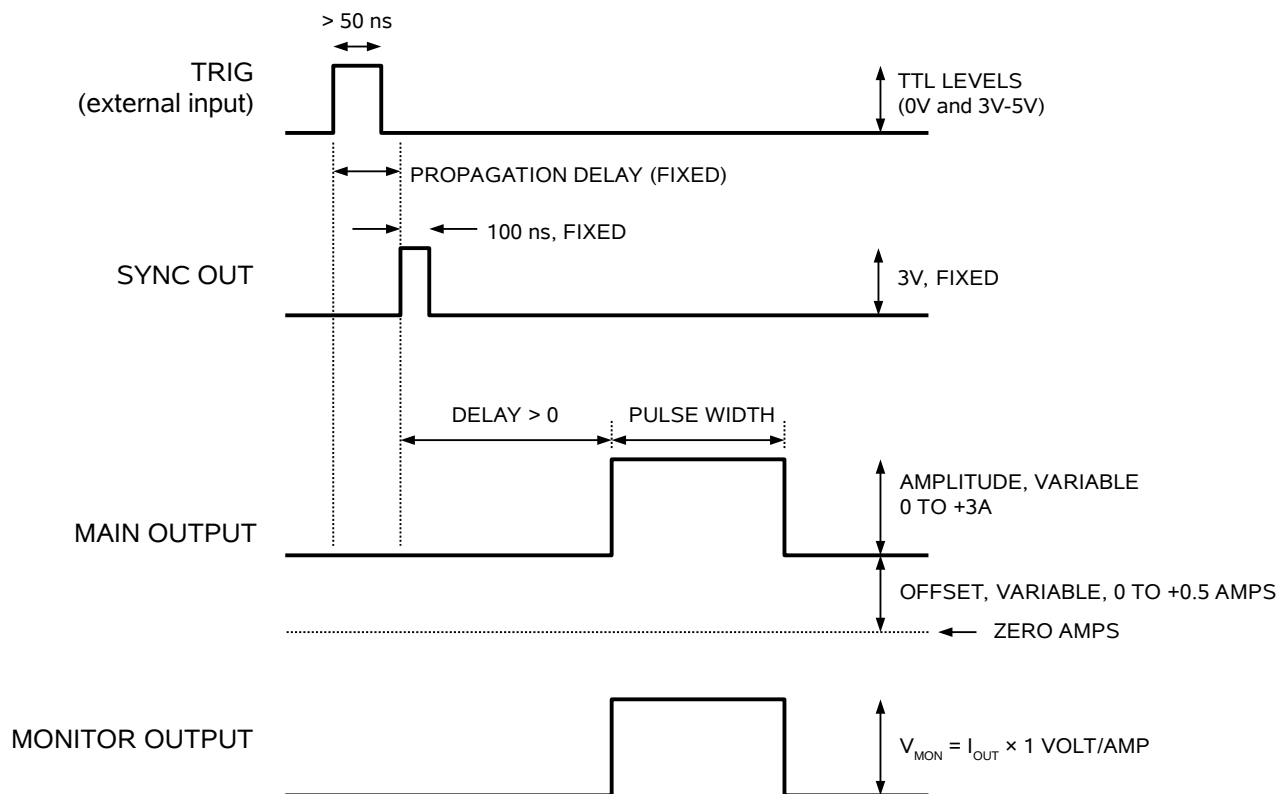 > 50 ns
TRIG
(external input)
TTL LEVELS
(0V and 3V-5V)
PROPAGATION DELAY (FIXED)
100 ns, FIXED
SYNC OUT
3V, FIXED
DELAY > 0
PULSE WIDTH
AMPLITUDE, VARIABLE
0 TO +3A
MAIN OUTPUT
OFFSET, VARIABLE, 0 TO +0.5 AMPS
ZERO AMPS
MONITOR OUTPUT
VMON = IOUT × 1 VOLT/AMP